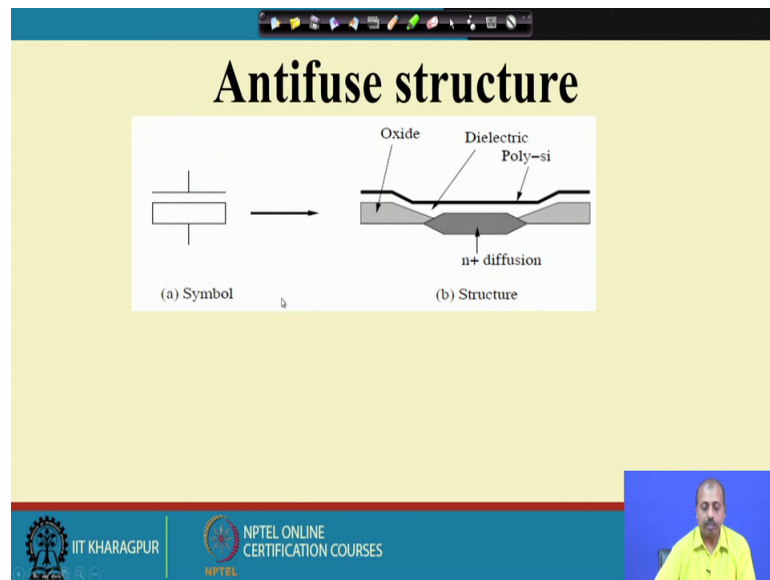 Antifuse structure
Oxide
Dielectric
Poly-si
n+ diffusion
(a) Symbol
(b) Structure
IIT KHARAGPUR
NPTEL
NPTEL ONLINE
CERTIFICATION COURSES